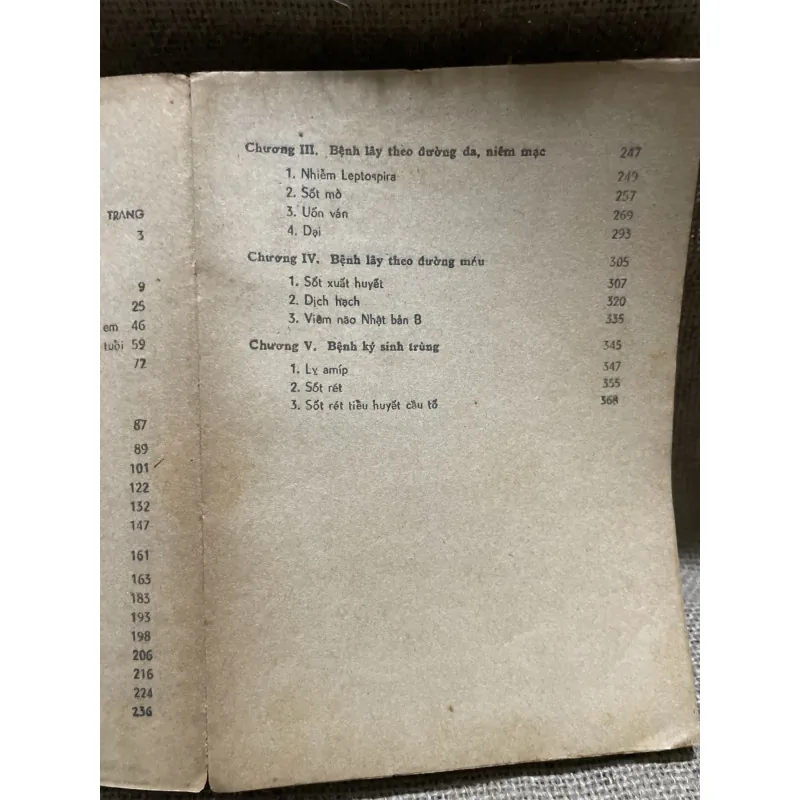 TRANG
3
9
25
em 46
tuổi 59
72
87
89
101
122
132
147
161
163
183
193
198
206
216
224
236
Chương III. Bệnh lây theo đường da, niêm mạc 247
1. Nhiễm Leptospira 249
2. Sốt mò 257
3. Uốn ván 269
4. Dại 293
Chương IV. Bệnh lây theo đường máu 305
1. Sốt xuất huyết 307
2. Dịch hạch 320
3. Viêm não Nhật bản B 335
Chương V. Bệnh ký sinh trùng 345
1. Lỵ amíp 347
2. Sốt rét 355
3. Sốt rét tiểu huyết cầu tố 368